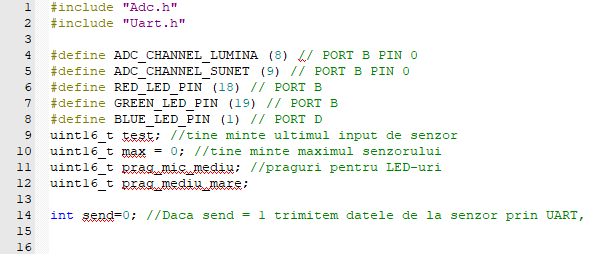 1 #include "Adc.h"
2 #include "Uart.h"
3
4 #define ADC_CHANNEL_LUMINA (8) // PORT B PIN 0
5 #define ADC_CHANNEL_SUNET (9) // PORT B PIN 0
6 #define RED_LED_PIN (18) // PORT B
7 #define GREEN_LED_PIN (19) // PORT B
8 #define BLUE_LED_PIN (1) // PORT D
9 uint16_t test; //tine minte ultimul input de senzor
10 uint16_t max = 0; //tine minte maximul senzorului
11 uint16_t prag_mic_mediu; //praguri pentru LED-uri
12 uint16_t prag_mediu_mare;
13
14 int send=0; //Daca send = 1 trimitem datele de la senzor prin UART,
15
16